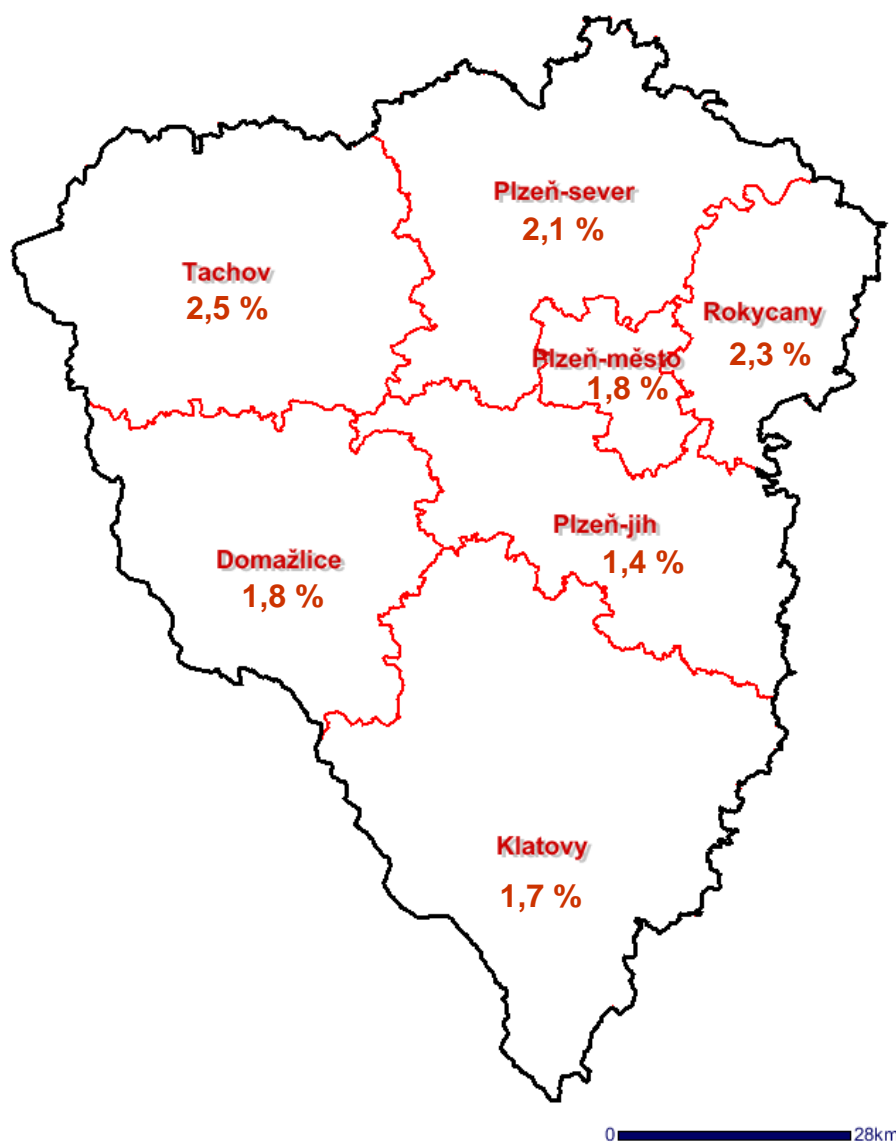 Plzeň-sever
2,1 %
Tachov
2,5 %
Rokycany
2,3 %
Plzeň-město
1,8 %
Plzeň-jih
1,4 %
Domažlice
1,8 %
Klatovy
1,7 %
0 28km